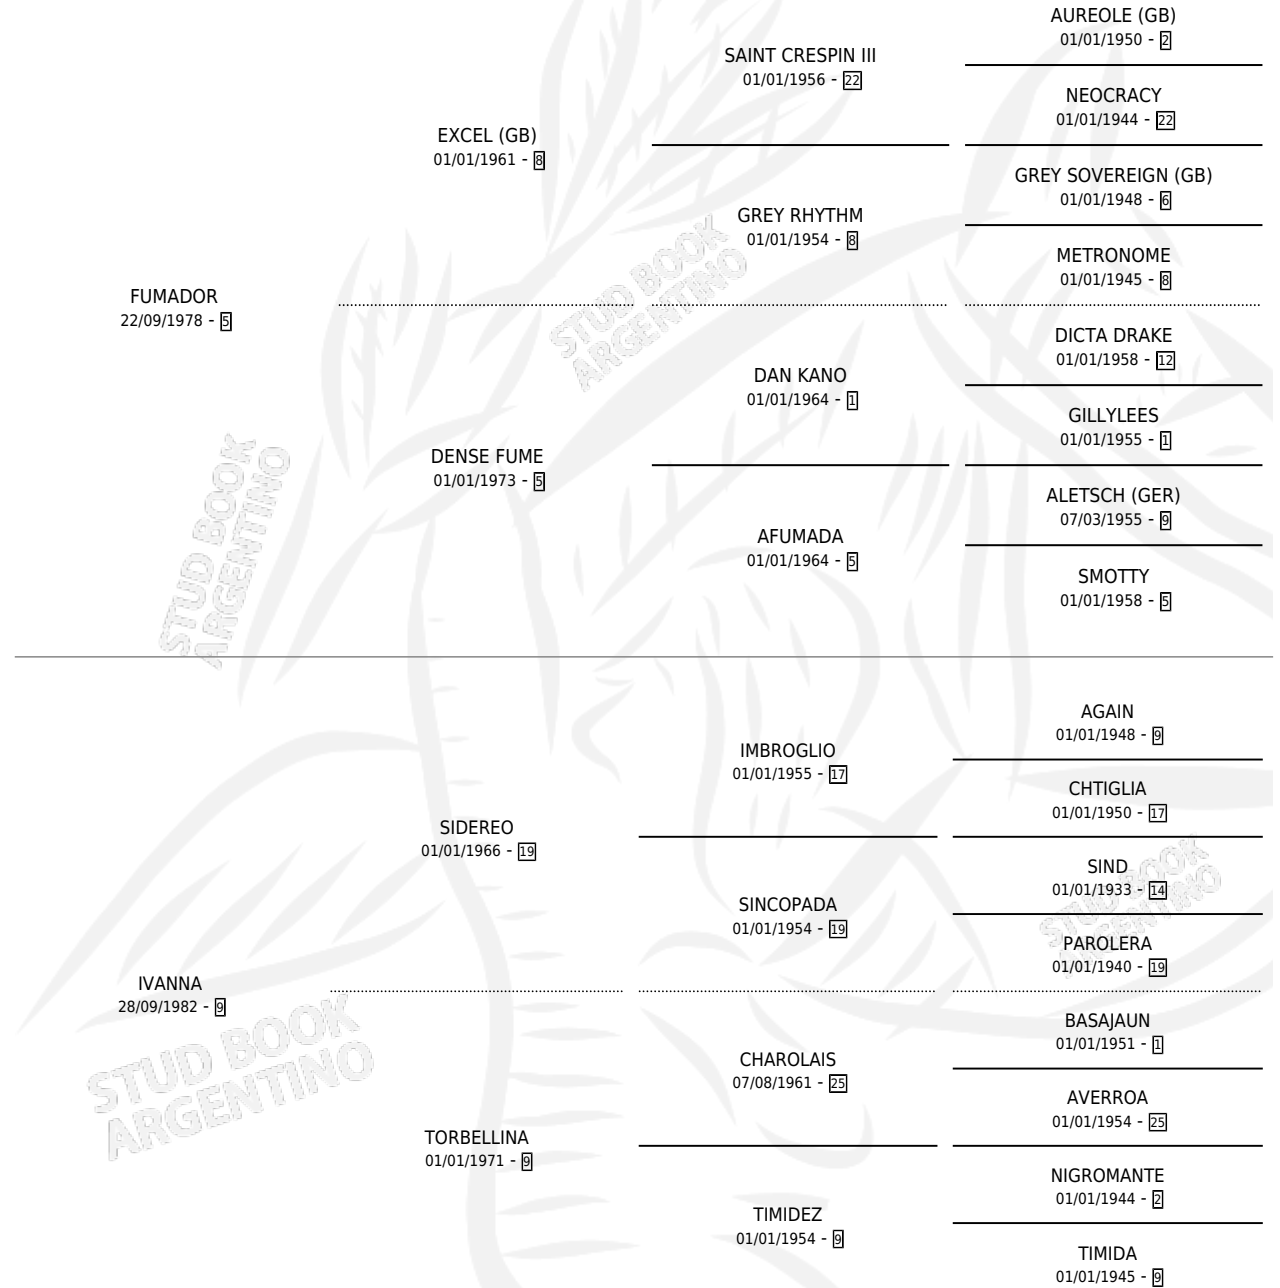 AUREOLE (GB)
01/01/1950 - 2
SAINT CRESPIN III
01/01/1956 - 22
NEOCRACY
01/01/1944 - 22
EXCEL (GB)
01/01/1961 - 8
GREY SOVEREIGN (GB)
01/01/1948 - 6
GREY RHYTHM
01/01/1954 - 8
METRONOME
01/01/1945 - 8
FUMADOR
22/09/1978 - 5
DICTA DRAKE
01/01/1958 - 12
DAN KANO
01/01/1964 - 1
GILLYLEES
01/01/1955 - 1
DENSE FUME
01/01/1973 - 5
ALETSCH (GER)
07/03/1955 - 9
AFUMADA
01/01/1964 - 5
SMOTTY
01/01/1958 - 5
AGAIN
01/01/1948 - 9
IMBROGLIO
01/01/1955 - 17
CHTIGLIA
01/01/1950 - 17
SIDEREO
01/01/1966 - 19
SIND
01/01/1933 - 14
SINCOPADA
01/01/1954 - 19
PAROLERA
01/01/1940 - 19
IVANNA
28/09/1982 - 9
BASAJAUN
01/01/1951 - 1
CHAROLAIS
07/08/1961 - 25
AVERROA
01/01/1954 - 25
TORBELLINA
01/01/1971 - 9
NIGROMANTE
01/01/1944 - 2
TIMIDEZ
01/01/1954 - 9
TIMIDA
01/01/1945 - 9
STUD BOOK
ARGENTINO
STUD BOOK
ARGENTINO
STUD BOOK
ARGENTINO
STUD BOOK
ARGENTINO